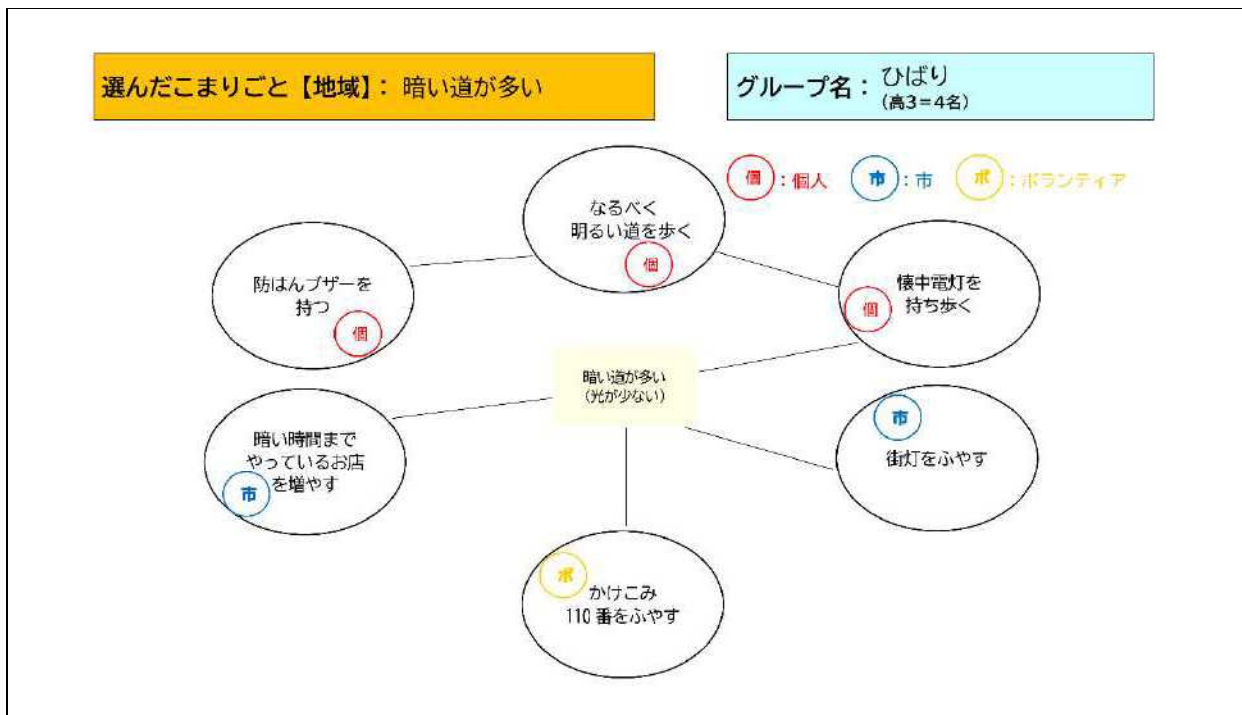 選んだこまりごと【地域】：暗い道が多い
グループ名：ひばり
（高3＝4名）
個：個人 市：市 ボ：ボランティア
なるべく
明るい道を歩く
個
防はんブザーを
持つ
個
懐中電灯を
持ち歩く
個
暗い道が多い
（光が少ない）
暗い時間まで
やっているお店
を増やす
市
市
街灯をふやす
ボ
かけこみ
110番をふやす